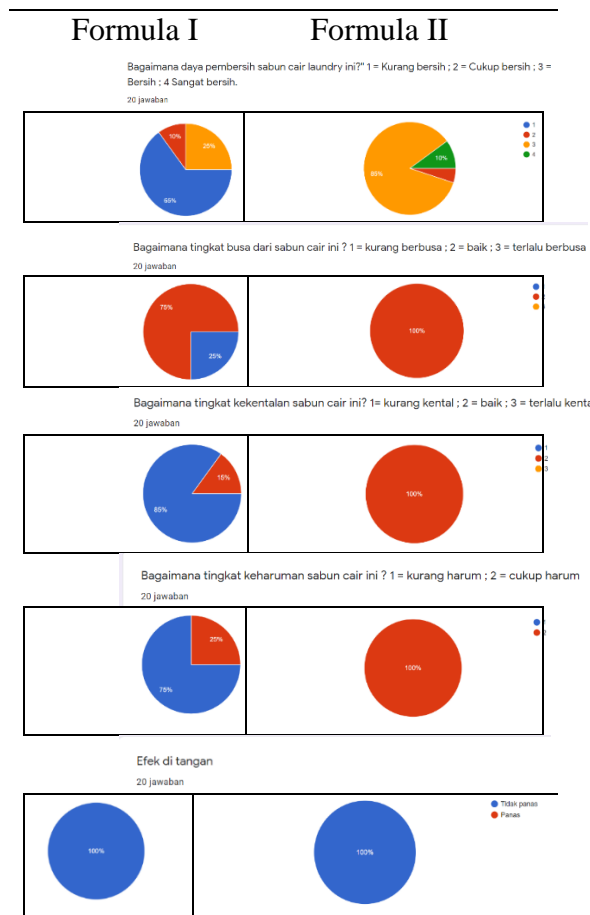 Formula I Formula II
Bagaimana daya pembersih sabun cair laundry ini?" 1 = Kurang bersih ; 2 = Cukup bersih ; 3 =
Bersih ; 4 Sangat bersih.
20 jawaban
10%
25%
65%
85%
10%
1
2
3
4
Bagaimana tingkat busa dari sabun cair ini ? 1 = kurang berbusa ; 2 = baik ; 3 = terlalu berbusa
20 jawaban
75%
25%
100%
Bagaimana tingkat kekentalan sabun cair ini? 1= kurang kental ; 2 = baik ; 3 = terlalu kenta
20 jawaban
15%
85%
100%
1
2
3
Bagaimana tingkat keharuman sabun cair ini ? 1 = kurang harum ; 2 = cukup harum
20 jawaban
25%
75%
100%
Efek di tangan
20 jawaban
100%
100%
Tidak panas
Panas